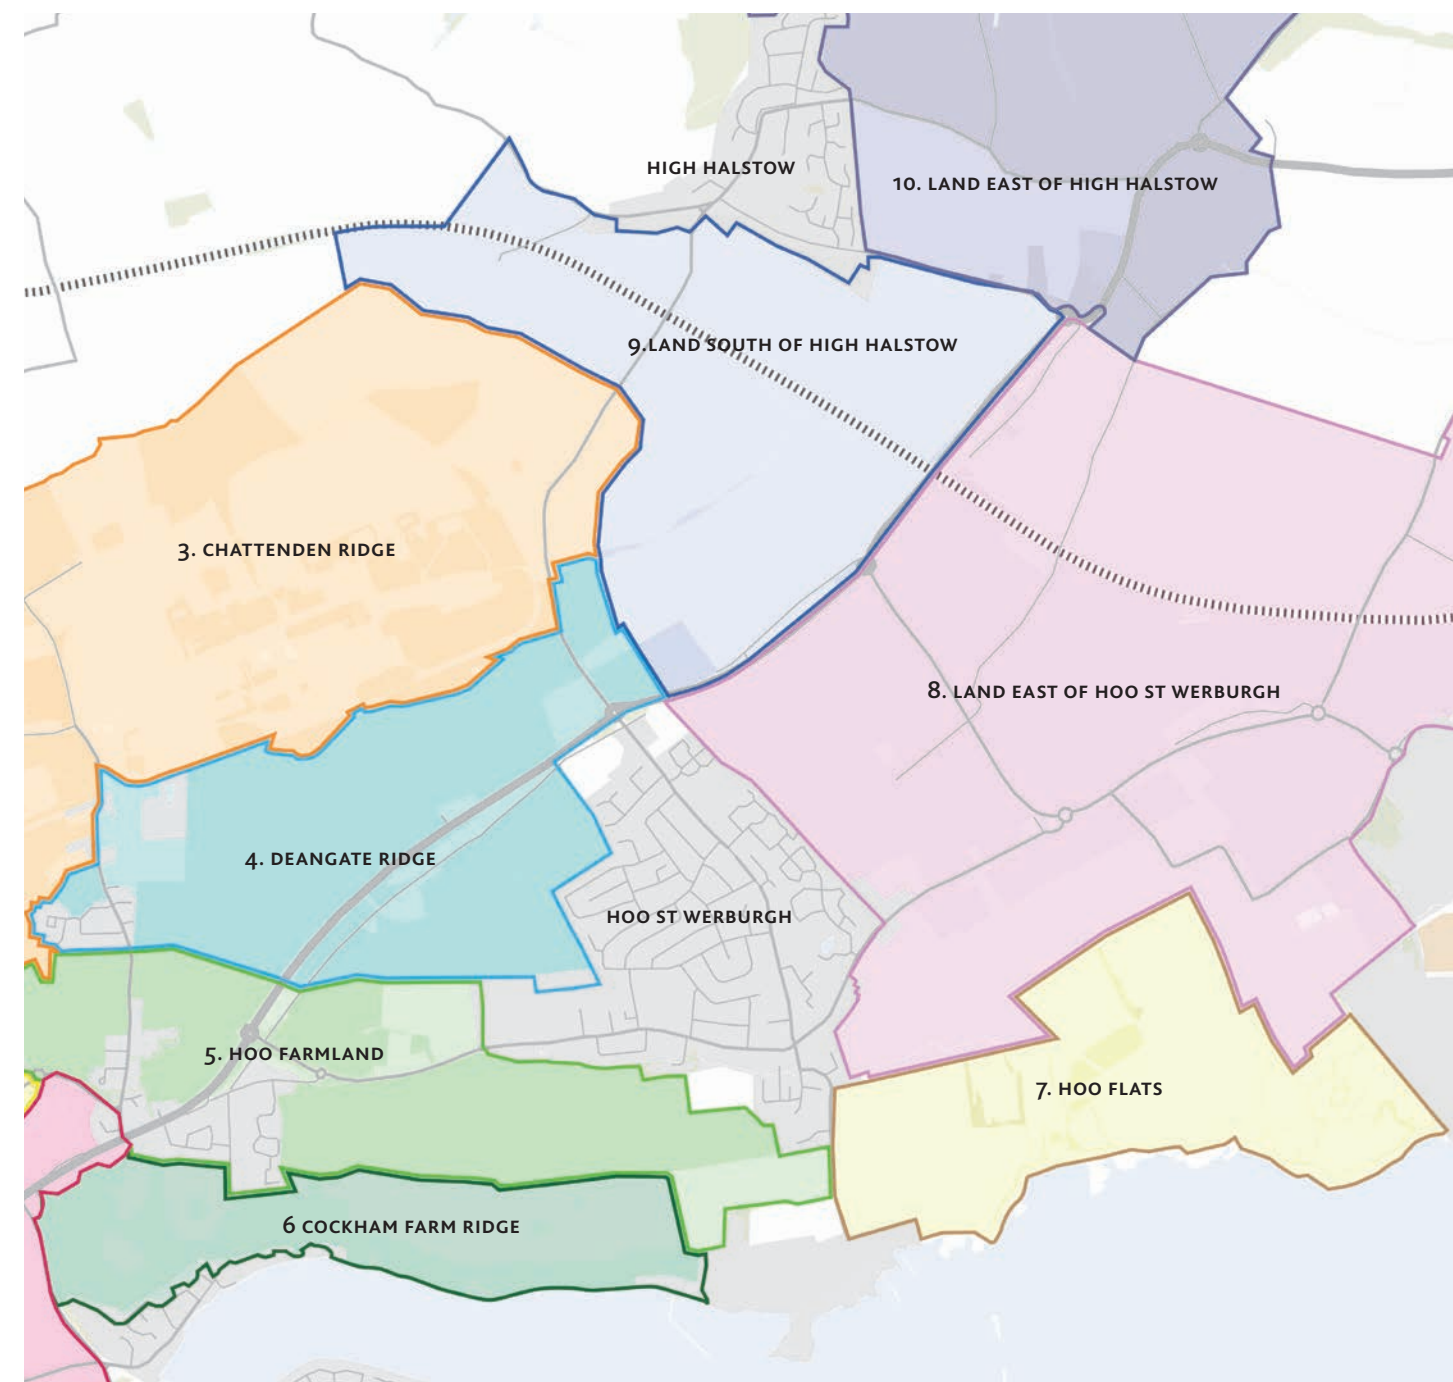 HIGH HALSTOW
10. LAND EAST OF HIGH HALSTOW
9.LAND SOUTH OF HIGH HALSTOW
3. CHATTENDEN RIDGE
8. LAND EAST OF HOO ST WERBURGH
4. DEANGATE RIDGE
HOO ST WERBURGH
5. HOO FARMLAND
7. HOO FLATS
6 COCKHAM FARM RIDGE